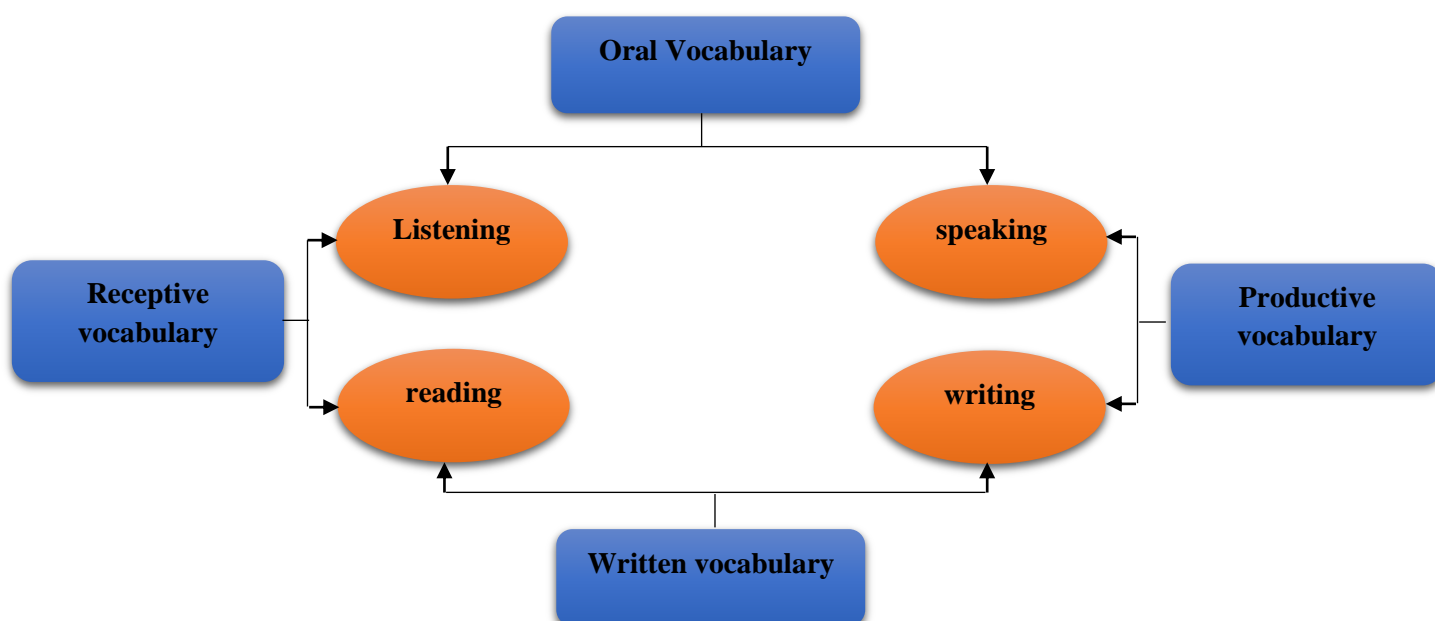 Oral Vocabulary
Listening
speaking
Receptive
vocabulary
Productive
vocabulary
reading
writing
Written vocabulary